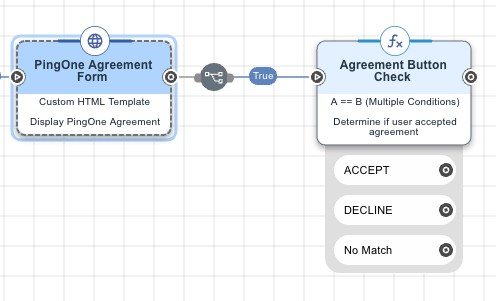 PingOne Agreement
Form
Custom HTML Template
Display PingOne Agreement
True
fx
Agreement Button
Check
A == B (Multiple Conditions)
Determine if user accepted
agreement
ACCEPT
DECLINE
No Match